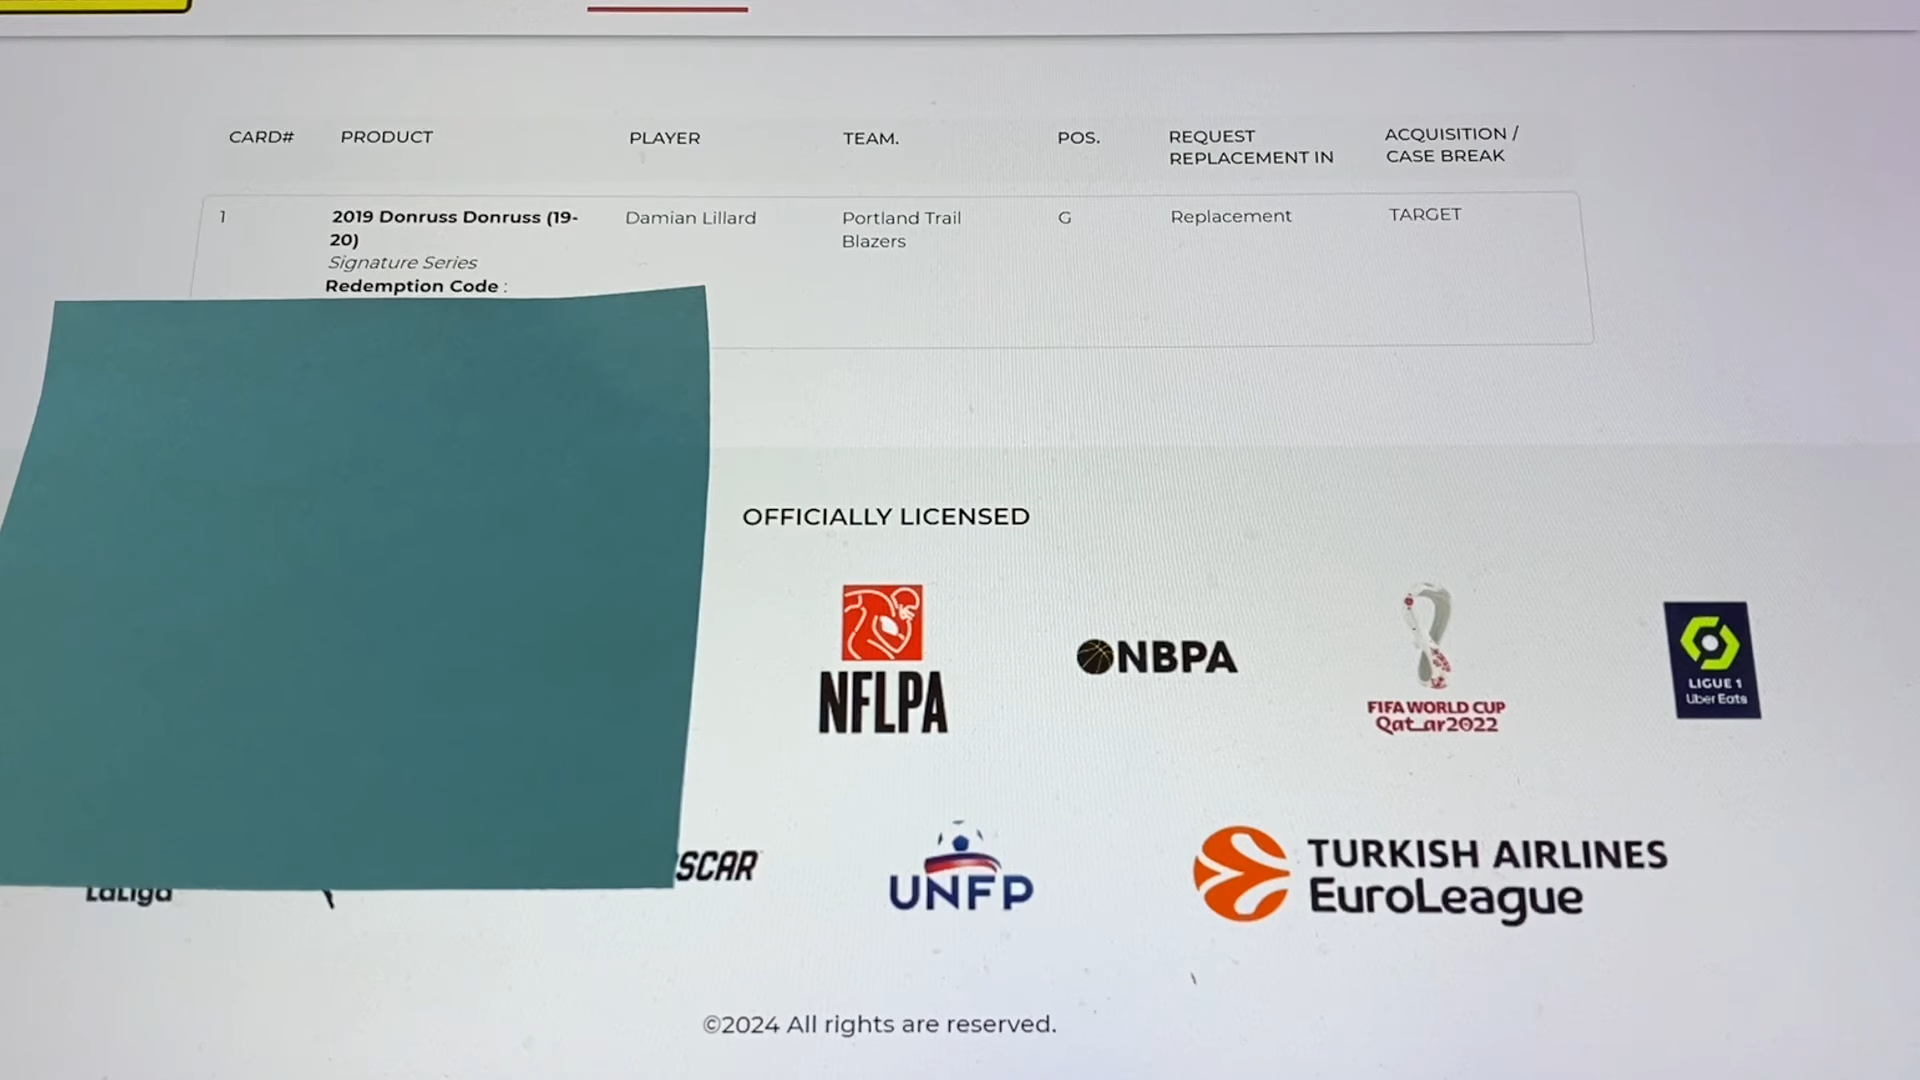 CARD# PRODUCT PLAYER TEAM. POS. REQUEST REPLACEMENT IN ACQUISITION / CASE BREAK
1 2019 Donruss Donruss (19-20) Damian Lillard Portland Trail Blazers G Replacement TARGET
Signature Series
Redemption Code :
OFFICIALLY LICENSED
NFLPA
NBPA
FIFA WORLD CUP
Qatar2022
LIGUE 1
Uber Eats
LaLiga
SCAR
UNFP
TURKISH AIRLINES
EuroLeague
©2024 All rights are reserved.